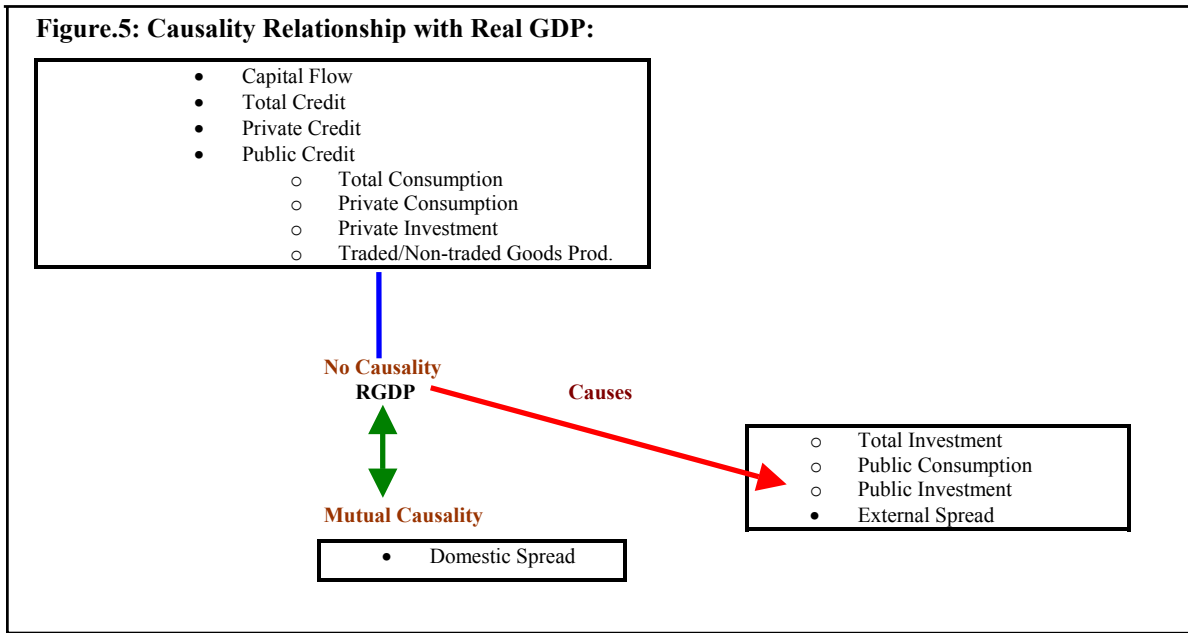 Figure.5: Causality Relationship with Real GDP:
• Capital Flow
• Total Credit
• Private Credit
• Public Credit
o Total Consumption
o Private Consumption
o Private Investment
o Traded/Non-traded Goods Prod.
No Causality
RGDP
Causes
o Total Investment
o Public Consumption
o Public Investment
• External Spread
Mutual Causality
• Domestic Spread